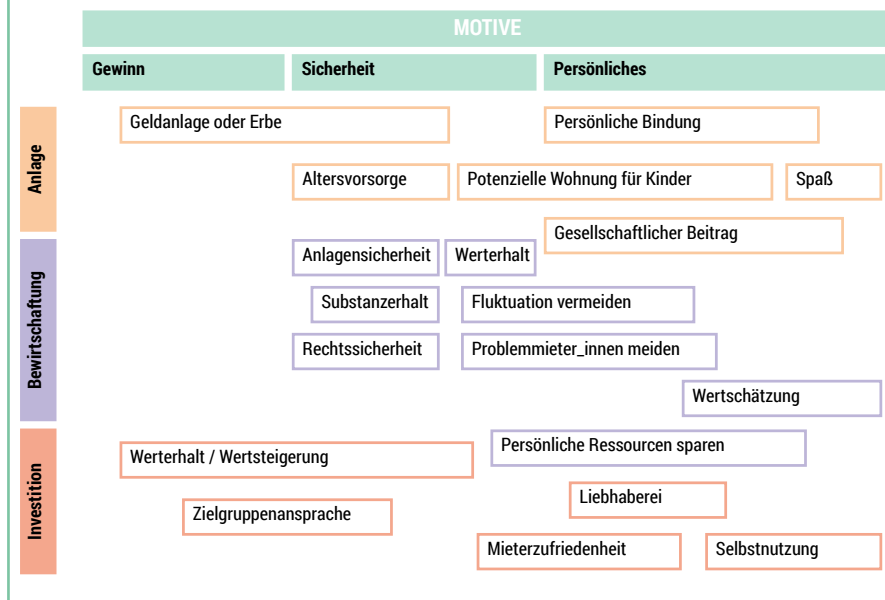 MOTIVE
Gewinn
Sicherheit
Persönliches
Anlage
Geldanlage oder Erbe
Persönliche Bindung
Altersvorsorge
Potenzielle Wohnung für Kinder
Spaß
Gesellschaftlicher Beitrag
Bewirtschaftung
Anlagensicherheit
Werterhalt
Substanzerhalt
Fluktuation vermeiden
Rechtssicherheit
Problemmieter_innen meiden
Wertschätzung
Persönliche Ressourcen sparen
Investition
Werterhalt / Wertsteigerung
Liebhaberei
Zielgruppenansprache
Mieterzufriedenheit
Selbstnutzung